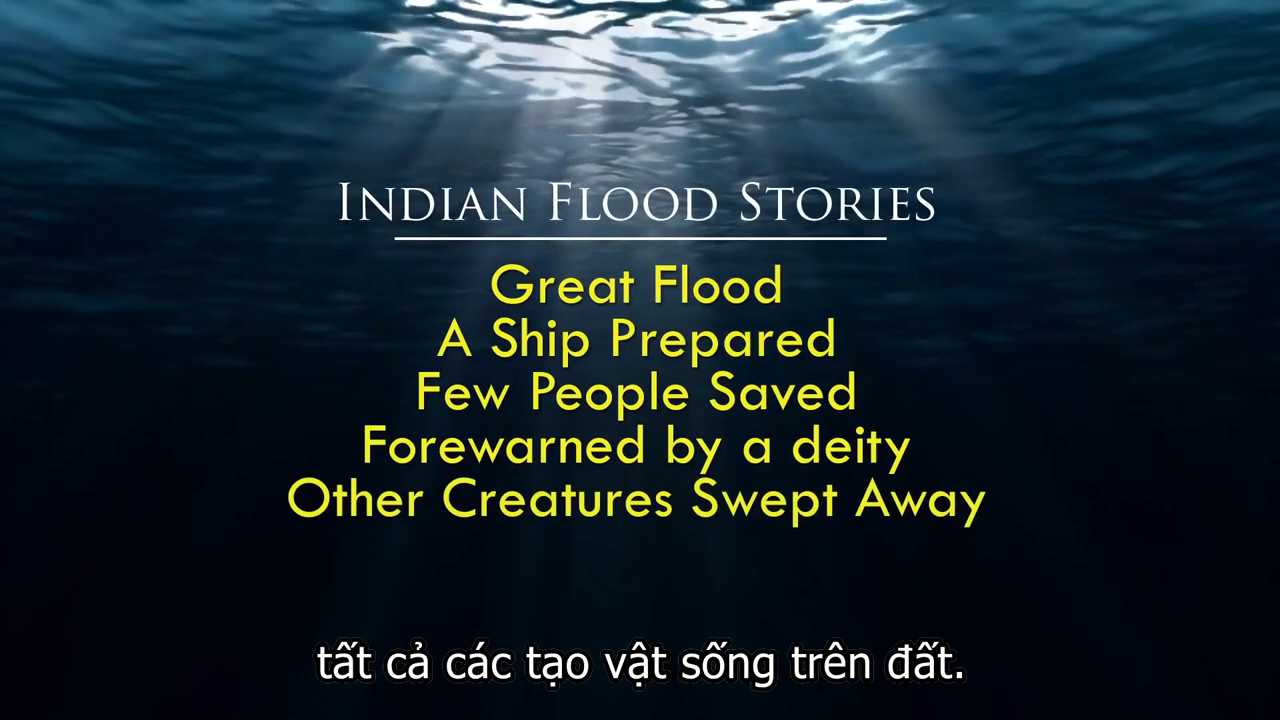 Indian Flood Stories
Great Flood
A Ship Prepared
Few People Saved
Forewarned by a deity
Other Creatures Swept Away
tất cả các tạo vật sống trên đất.